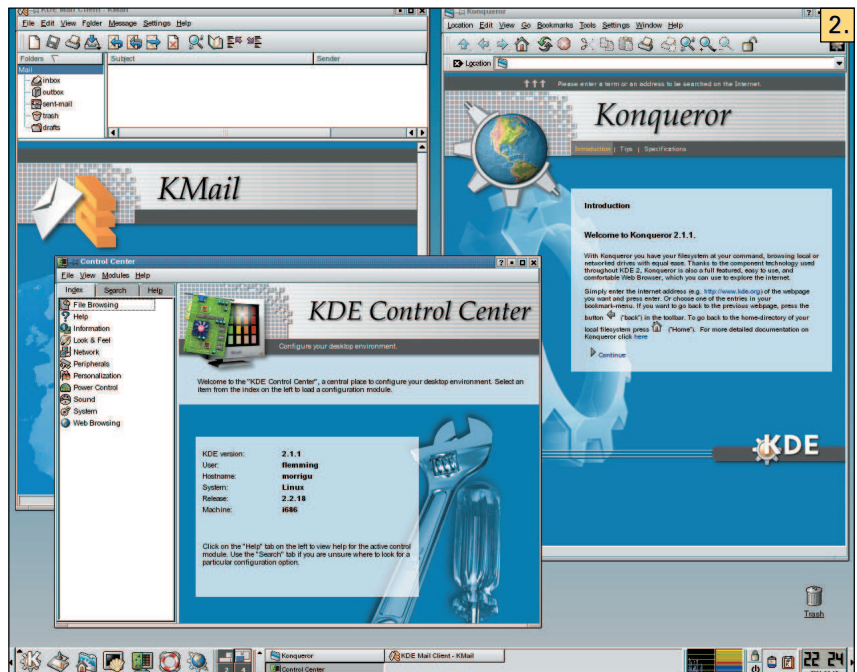 2.
KDE Mail Client - KMail
File Edit View Folder Message Settings Help
Folders
Subject
Sender
Mail
inbox
outbox
sent-mail
trash
drafts
KMail
Konqueror
Location Edit View Go Bookmarks Tools Settings Window Help
Location
Please enter a term or an address to be searched on the Internet.
Konqueror
Introduction | Tips | Specifications
Introduction
Welcome to Konqueror 2.1.1.
With Konqueror you have your filesystem at your command, browsing local or
networked drives with equal ease. Thanks to the component technology used
throughout KDE 2, Konqueror is also a full featured, easy to use, and
comfortable Web Browser, which you can use to explore the internet.
Simply enter the internet address (e.g. http://www.kde.org) of the webpage
you want and press enter. Or choose one of the entries in your
bookmark-menu. If you want to go back to the previous webpage, press the
button ("back") in the toolbar. To go back to the home-directory of your
local filesystem press ("Home"). For more detailed documentation on
Konqueror click here
Continue
KDE
Control Center
File View Modules Help
Index Search Help
File Browsing
Help
Information
Look & Feel
Network
Peripherals
Personalization
Power Control
Sound
System
Web Browsing
KDE Control Center
Configure your desktop environment.
Welcome to the "KDE Control Center", a central place to configure your desktop environment. Select an
item from the index on the left to load a configuration module.
KDE version: 2.1.1
User: flemming
Hostname: morrigu
System: Linux
Release: 2.2.18
Machine: i686
Click on the "Help" tab on the left to view help for the active control
module. Use the "Search" tab if you are unsure where to look for a
particular configuration option.
Trash
2 4
Konqueror
KDE Mail Client - KMail
Control Center
22 24